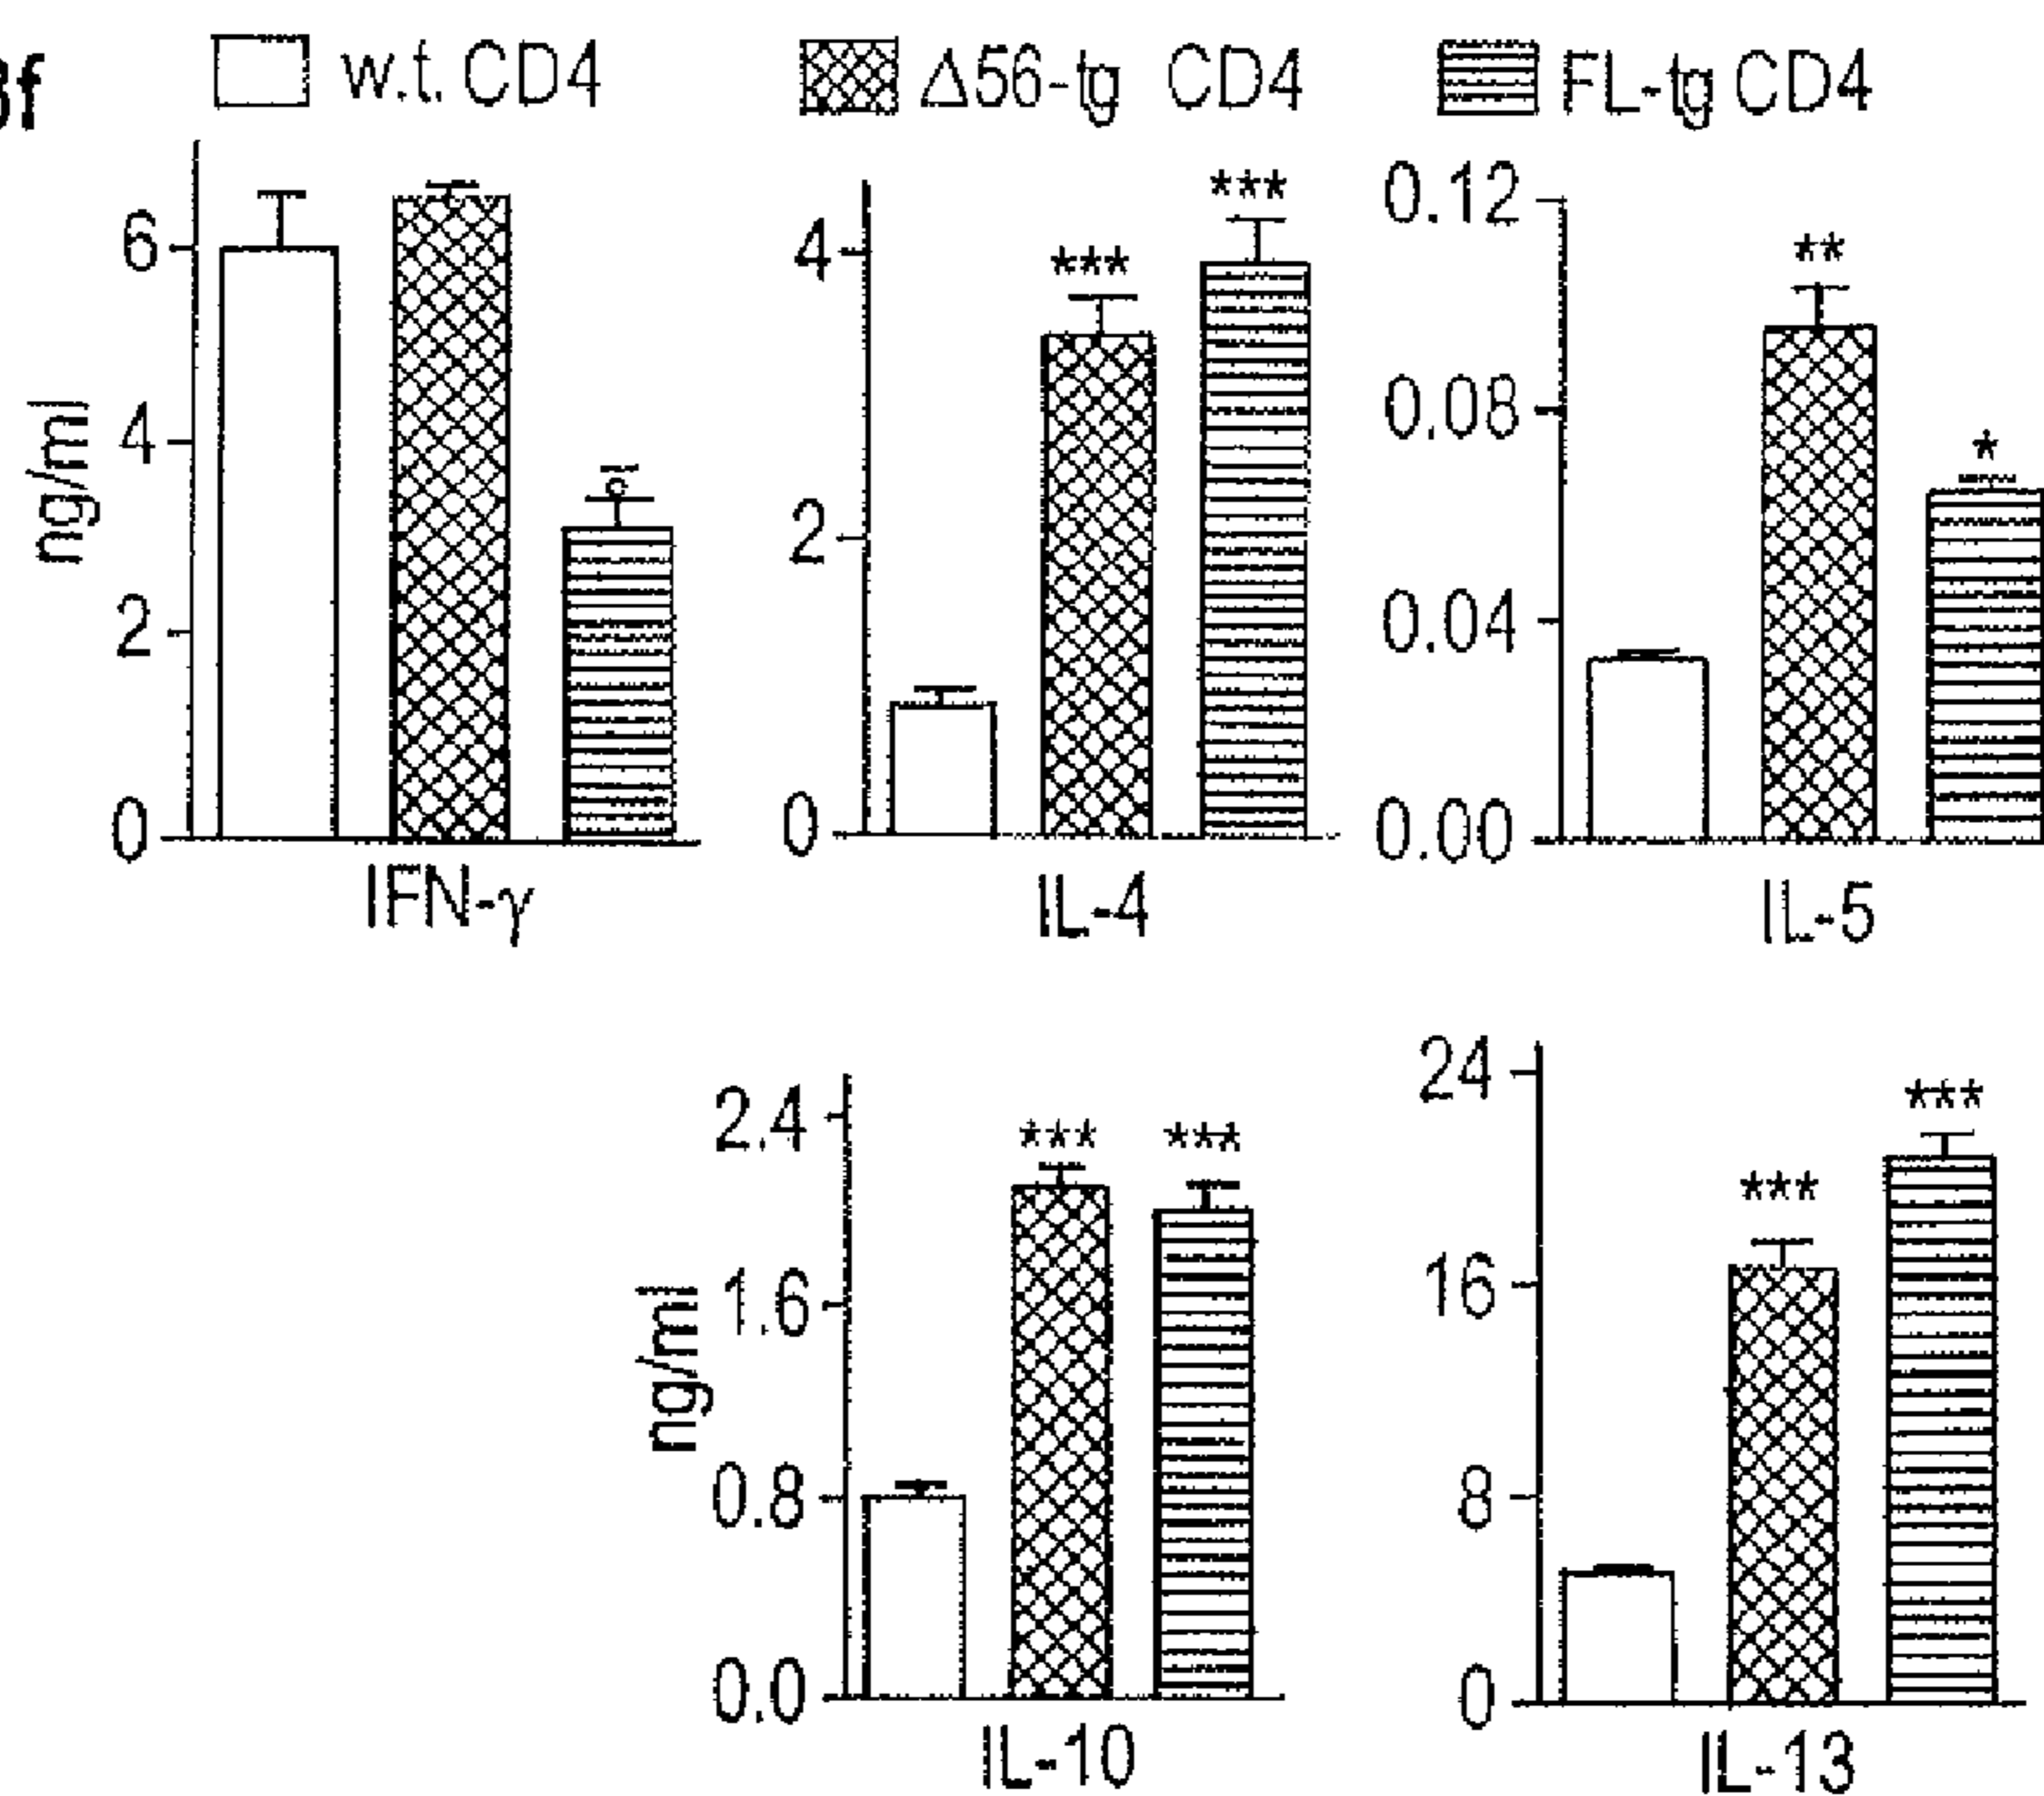 3f
w.t. CD4
Δ56-tg CD4
FL-tg CD4
ng/ml
6
4
2
0
IFN-γ
***
***
4
2
0
IL-4
**
*
0.12
0.08
0.04
0.00
IL-5
ng/ml
***
***
2.4
1.6
0.8
0.0
IL-10
***
***
24
16
8
0
IL-13